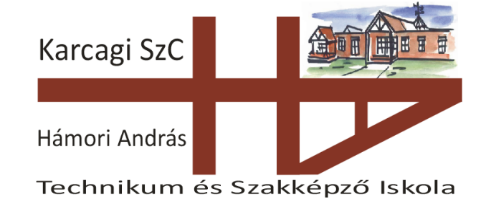 Karcagi SzC
Hámori András
Technikum és Szakképző Iskola